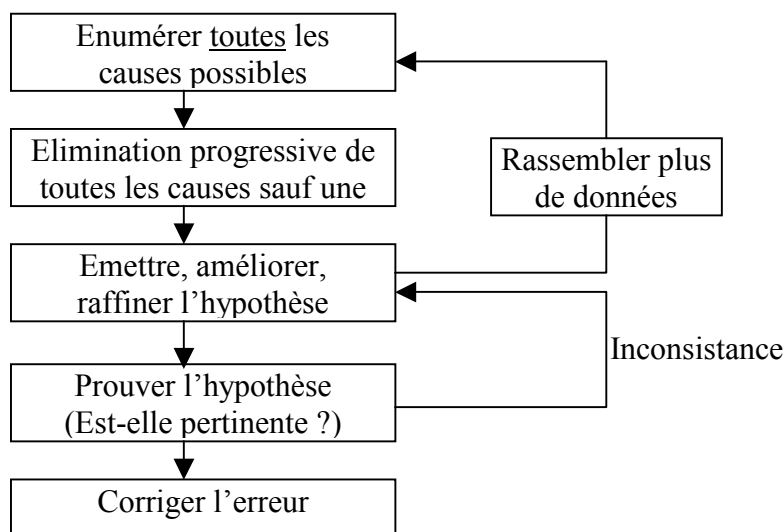 Enumérer toutes les
causes possibles
Elimination progressive de
toutes les causes sauf une
Rassembler plus
de données
Emettre, améliorer,
raffiner l’hypothèse
Inconsistance
Prouver l’hypothèse
(Est-elle pertinente ?)
Corriger l’erreur